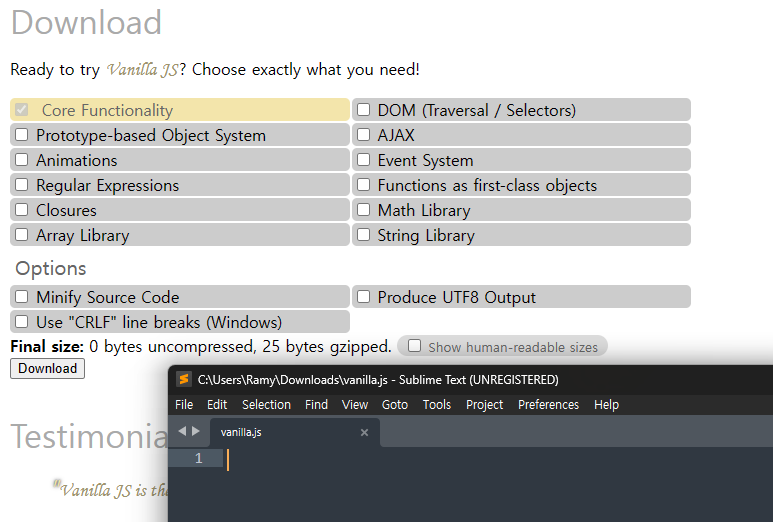 Download
Ready to try Vanilla JS? Choose exactly what you need!
Core Functionality
DOM (Traversal / Selectors)
Prototype-based Object System
AJAX
Animations
Event System
Regular Expressions
Functions as first-class objects
Closures
Math Library
Array Library
String Library
Options
Minify Source Code
Produce UTF8 Output
Use "CRLF" line breaks (Windows)
Final size: 0 bytes uncompressed, 25 bytes gzipped.
Show human-readable sizes
Download
C:\Users\Ramy\Downloads\vanilla.js - Sublime Text (UNREGISTERED)
File Edit Selection Find View Goto Tools Project Preferences Help
vanilla.js
1
Testimonia
"Vanilla JS is th